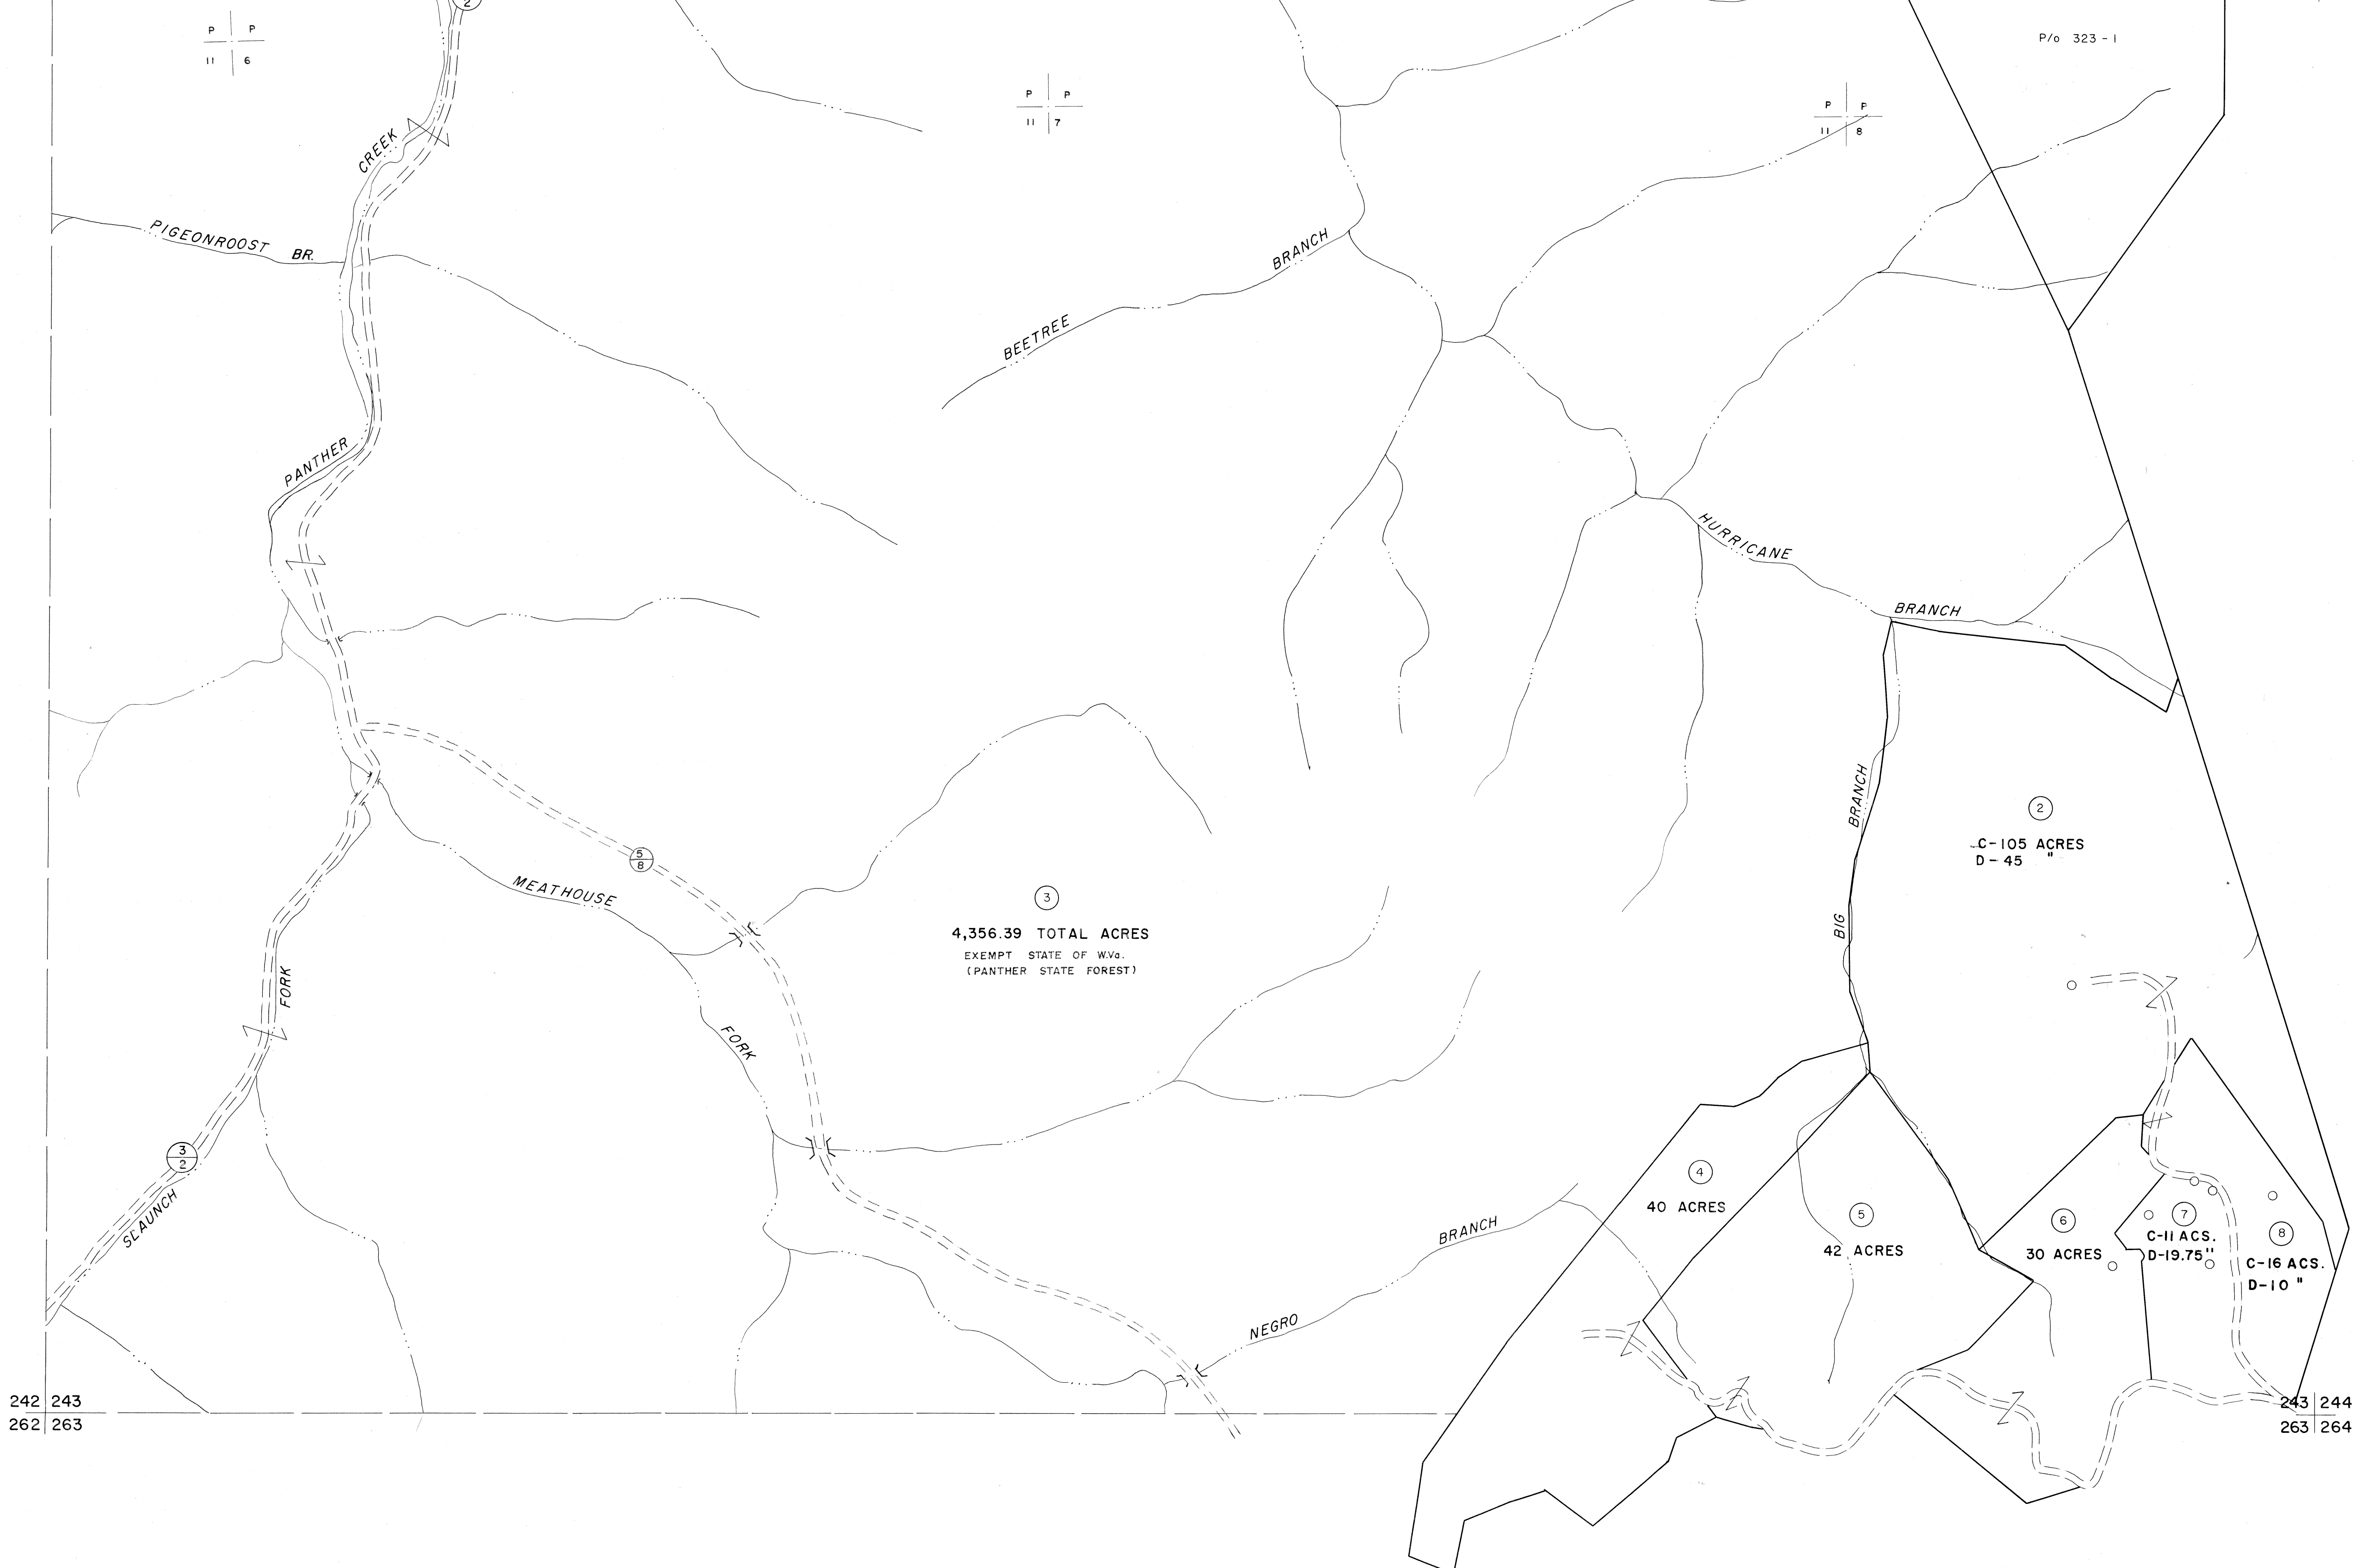 2
P P
11 6
P P
11 7
P P
11 8
P/o 323-1
CREEK
PIGEONROOST BR.
BRANCH
BEETREE
PANTHER
HURRICANE
BRANCH
BRANCH
2
C-105 ACRES
D-45 "
5
8
MEATHOUSE
3
4,356.39 TOTAL ACRES
EXEMPT STATE OF W.Va.
(PANTHER STATE FOREST)
BIG
FORK
FORK
3
2
SLAUNCH
4
40 ACRES
5
42 ACRES
6
30 ACRES
7
C-11 ACS.
D-19.75"
8
C-16 ACS.
D-10 "
BRANCH
NEGRO
242 243
262 263
243 244
263 264